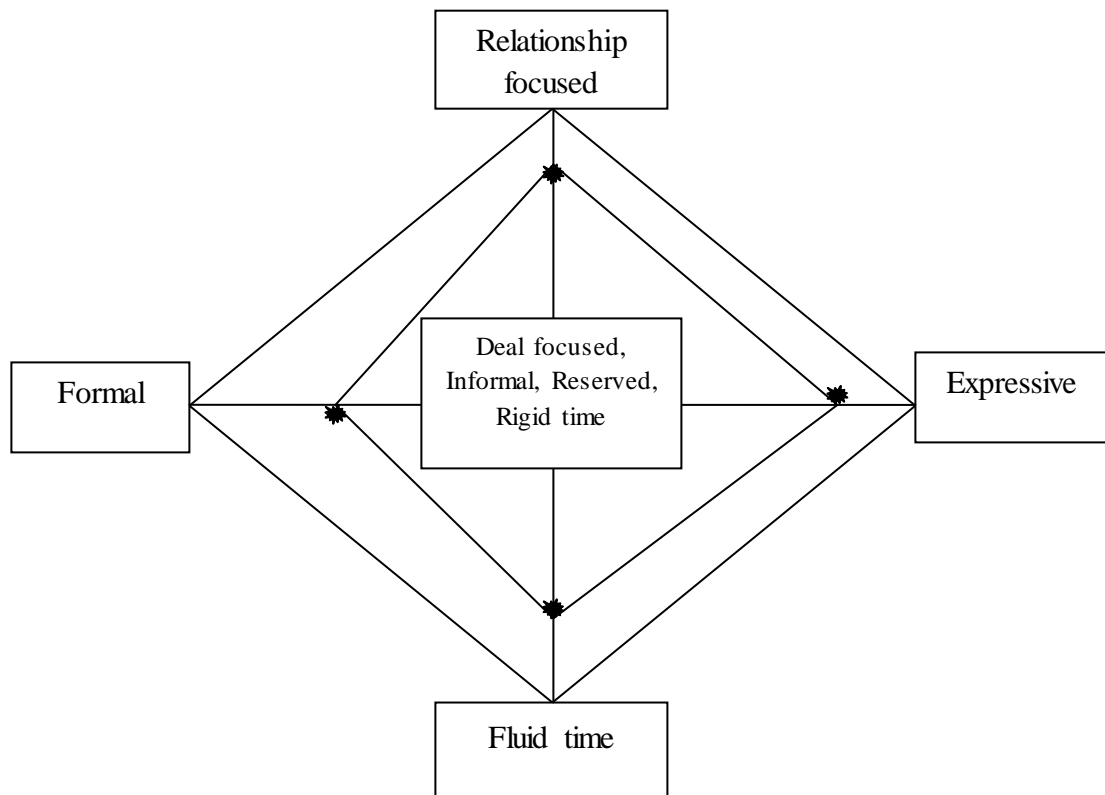 Relationship
focused
Deal focused,
Informal, Reserved,
Rigid time
Formal
Expressive
Fluid time